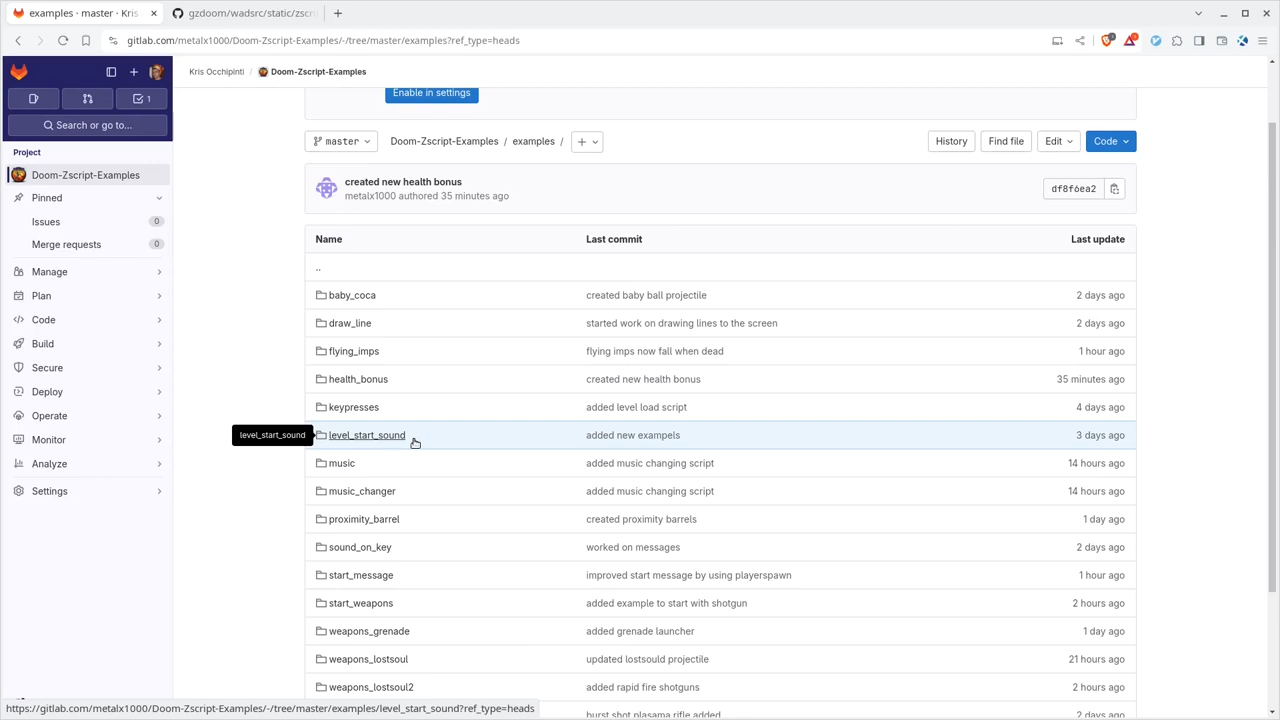 examples · master · Kris
gzdoom/wadsrc/static/zscri
gitlab.com/metalx1000/Doom-Zscript-Examples/-/tree/master/examples?ref_type=heads
1
Search or go to...
Project
Doom-Zscript-Examples
Pinned
Issues 0
Merge requests 0
Manage
Plan
Code
Build
Secure
Deploy
Operate
Monitor
Analyze
Settings
Kris Occhipinti / Doom-Zscript-Examples
Enable in settings
master Doom-Zscript-Examples / examples / + History Find file Edit Code
created new health bonus
metalx1000 authored 35 minutes ago
df8f6ea2
Name Last commit Last update
..
baby_coca created baby ball projectile 2 days ago
draw_line started work on drawing lines to the screen 2 days ago
flying_imps flying imps now fall when dead 1 hour ago
health_bonus created new health bonus 35 minutes ago
keypresses added level load script 4 days ago
level_start_sound level_start_sound added new exampels 3 days ago
music added music changing script 14 hours ago
music_changer added music changing script 14 hours ago
proximity_barrel created proximity barrels 1 day ago
sound_on_key worked on messages 2 days ago
start_message improved start message by using playerspawn 1 hour ago
start_weapons added example to start with shotgun 2 hours ago
weapons_grenade added grenade launcher 1 day ago
weapons_lostsoul updated lostsould projectile 21 hours ago
weapons_lostsoul2 added rapid fire shotguns 2 hours ago
burst shot plasama rifle added 2 days ago
https://gitlab.com/metalx1000/Doom-Zscript-Examples/-/tree/master/examples/level_start_sound?ref_type=heads